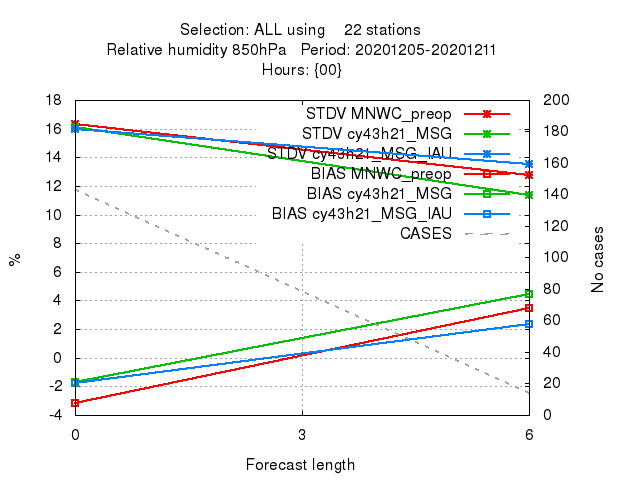 Selection: ALL using 22 stations
Relative humidity 850hPa Period: 20201205-20201211
Hours: {00}
18 200
STDV MNWC_preop
16 180
STDV cy43h21_MSG
14 160
STDV cy43h21_MSG_IAU
BIAS MNWC_preop
12 140
BIAS cy43h21_MSG
10 120
BIAS cy43h21_MSG_IAU
CASES
8 100
6 80
4 60
2 40
0 20
-2 0
-4
%
No cases
0 3 6
Forecast length